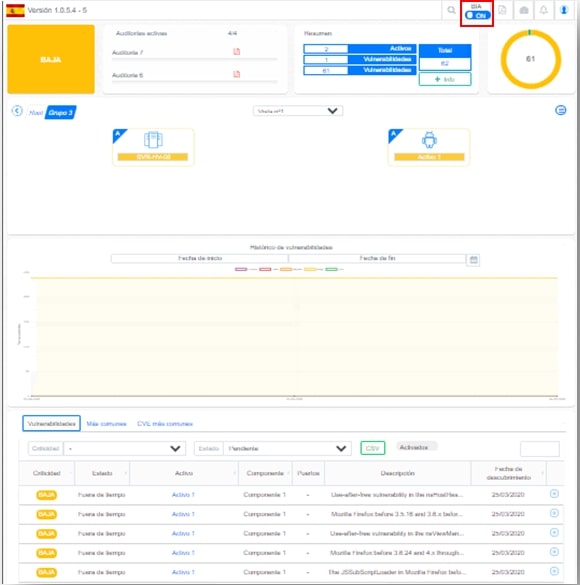 Versión 1.0.5.4 - 5
DIA
ON
BAJA
Auditorías activas 4/4
Auditoría 7
Auditoría 6
Resumen
2 Activos
1 Vulnerabilidades
61 Vulnerabilidades
Total
62
+ Info
61
Root Grupo 3
Activo 1
Histórico de vulnerabilidades
Fecha de inicio Fecha de fin
Vulnerabilidades Más comunes CVE más comunes
Criticidad - Estado Pendiente CSV Activados
Criticidad Estado Activo Componente Puertos Descripción Fecha de descubrimiento
BAJA Fuera de tiempo Activo 1 Componente 1 - Use-after-free vulnerability in the nsHostRes... 25/03/2020
BAJA Fuera de tiempo Activo 1 Componente 1 - Mozilla Firefox before 3.5.16 and 3.6.x befor... 25/03/2020
BAJA Fuera de tiempo Activo 1 Componente 1 - Use-after-free vulnerability in the nsViewMan... 25/03/2020
BAJA Fuera de tiempo Activo 1 Componente 1 - Mozilla Firefox before 3.6.24 and 4.x through... 25/03/2020
BAJA Fuera de tiempo Activo 1 Componente 1 - The JSSubScriptLoader in Mozilla Firefox befo... 25/03/2020